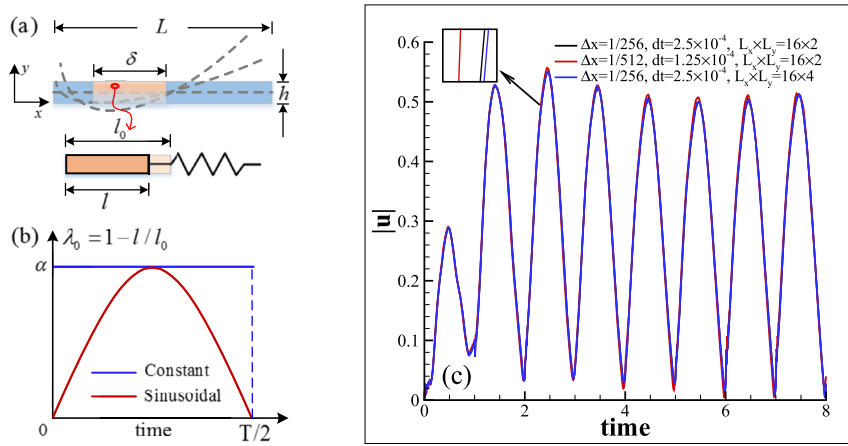 (a)
L
δ
y
x
h
l₀
l
(b)
λ₀ = 1 − l / l₀
α
Constant
Sinusoidal
0
time
T/2
Δx=1/256, dt=2.5×10⁻⁴, Lₓ×L_y=16×2
Δx=1/512, dt=1.25×10⁻⁴, Lₓ×L_y=16×2
Δx=1/256, dt=2.5×10⁻⁴, Lₓ×L_y=16×4
0.6
0.5
0.4
0.3
0.2
0.1
0
|u|
(c)
0 2 4 6 8
time